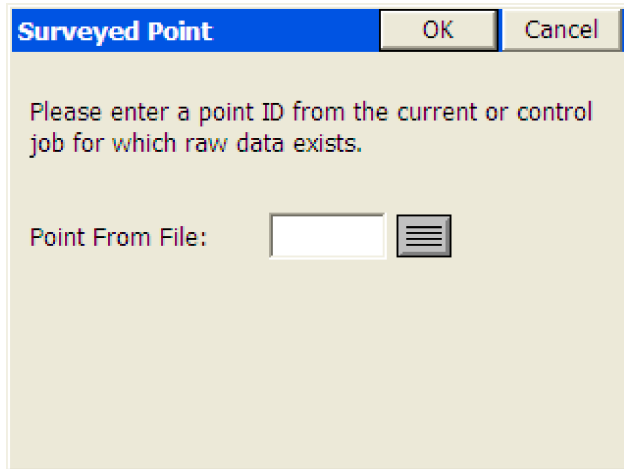 Surveyed Point OK Cancel
Please enter a point ID from the current or control
job for which raw data exists.
Point From File: